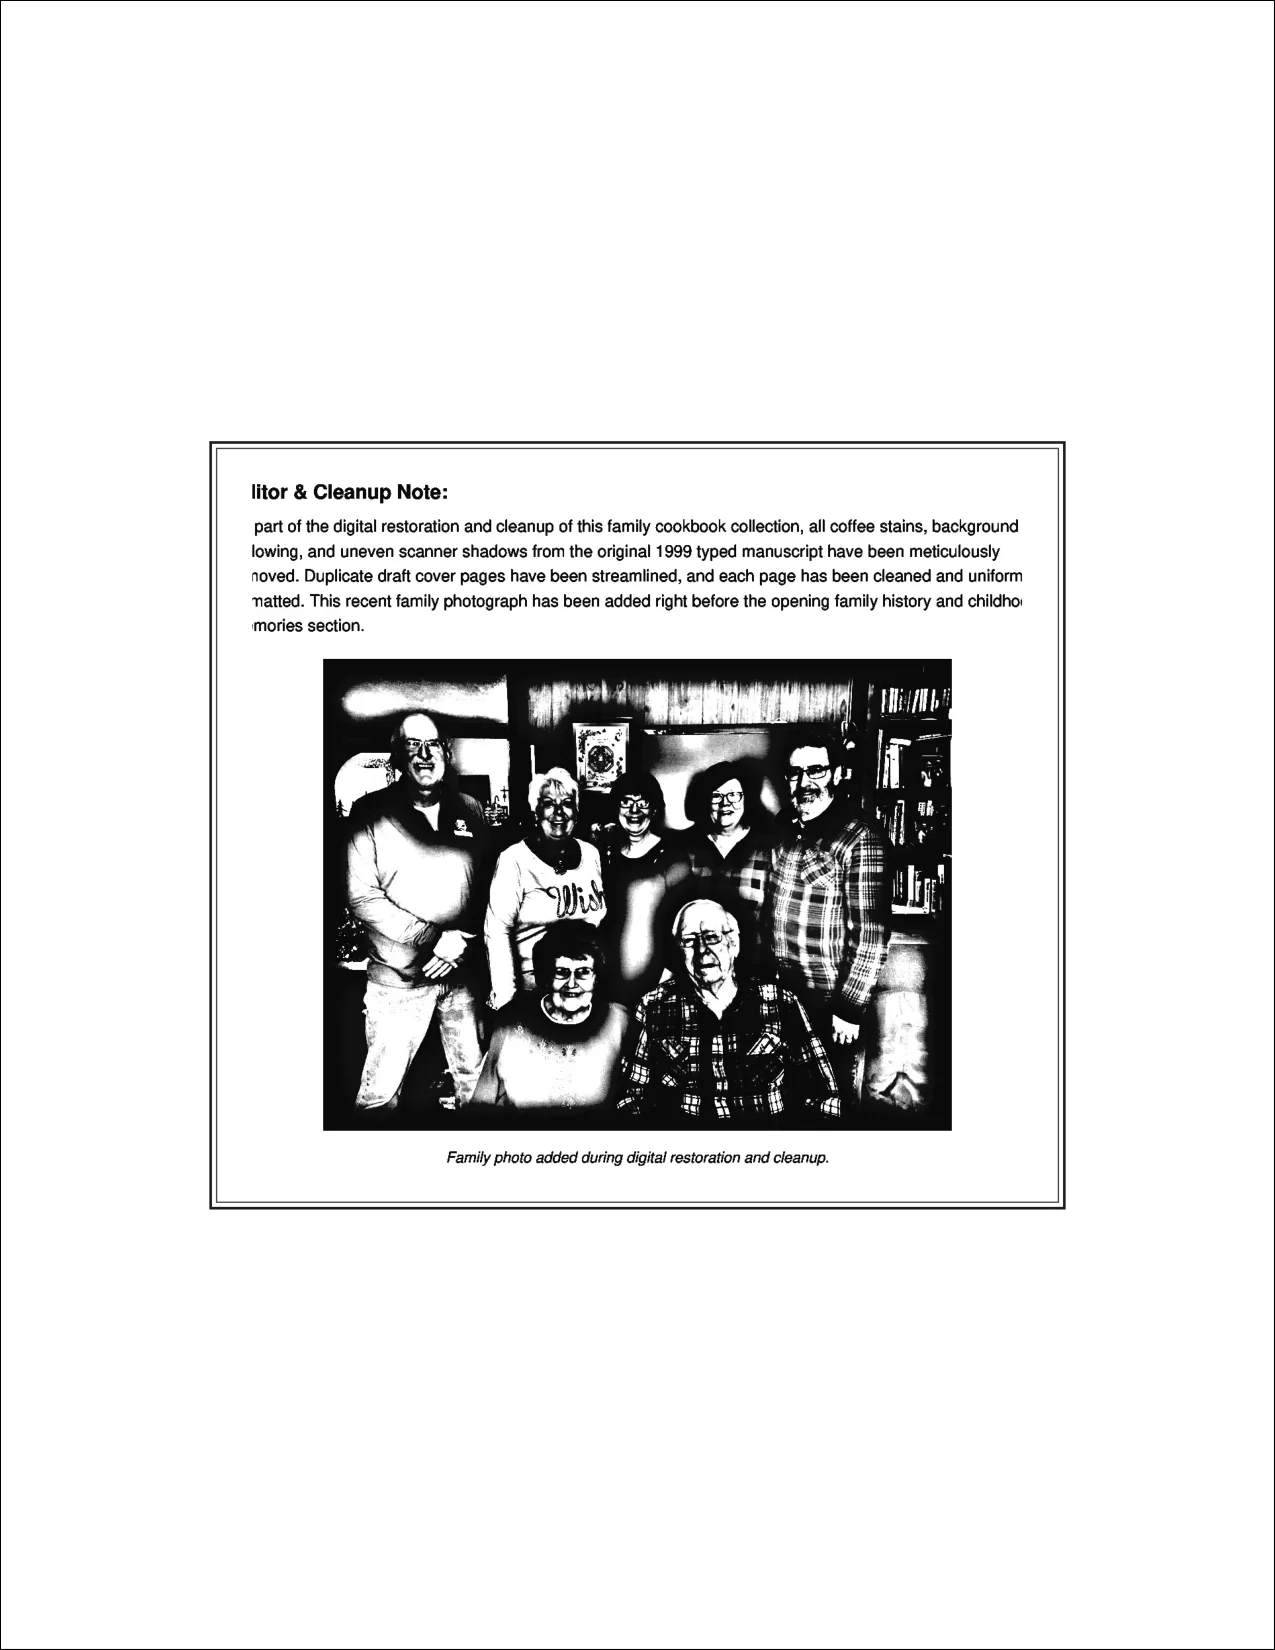 litor & Cleanup Note:
part of the digital restoration and cleanup of this family cookbook collection, all coffee stains, background
lowing, and uneven scanner shadows from the original 1999 typed manuscript have been meticulously
noved. Duplicate draft cover pages have been streamlined, and each page has been cleaned and uniform
matted. This recent family photograph has been added right before the opening family history and childho
mories section.
Wish
Family photo added during digital restoration and cleanup.